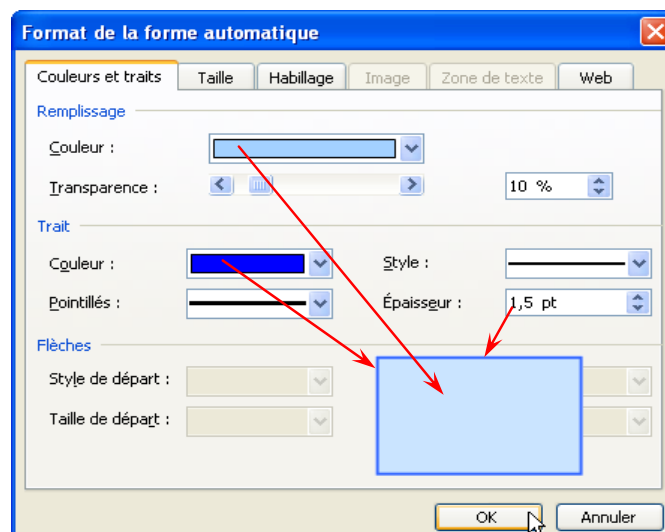 Format de la forme automatique
Couleurs et traits Taille Habillage Image Zone de texte Web
Remplissage
Couleur :
Transparence : 10 %
Trait
Couleur : Style :
Pointillés : Épaisseur : 1,5 pt
Flèches
Style de départ :
Taille de départ :
OK Annuler